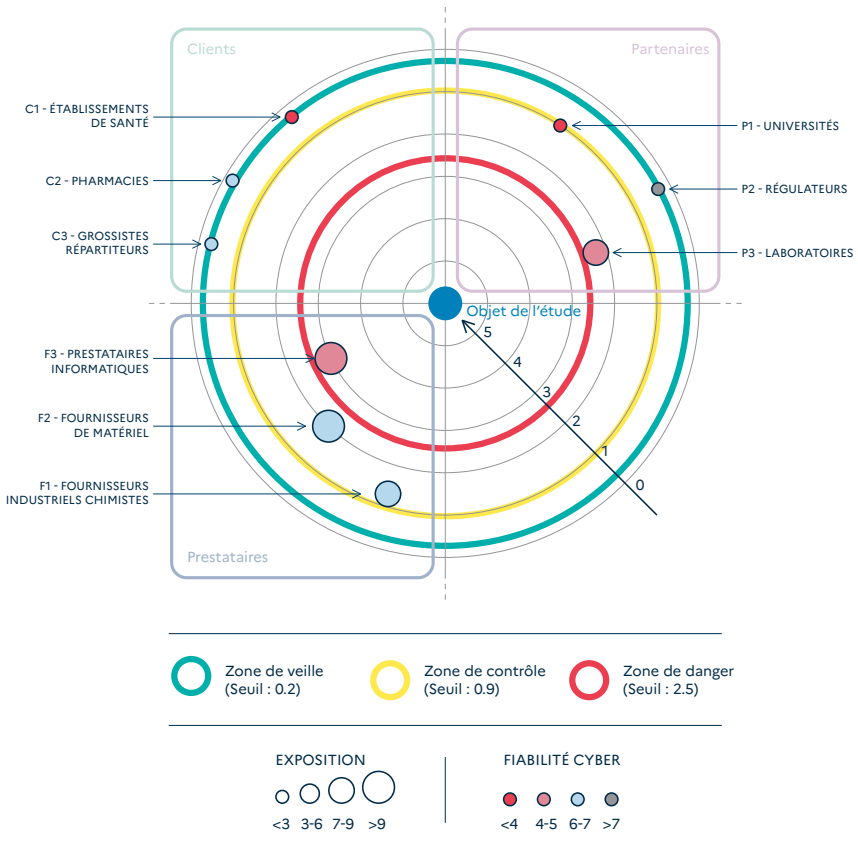 Clients
Partenaires
C1 - ÉTABLISSEMENTS
DE SANTÉ
P1 - UNIVERSITÉS
C2 - PHARMACIES
P2 - RÉGULATEURS
C3 - GROSSISTES
RÉPARTITEURS
P3 - LABORATOIRES
Objet de l'étude
5
4
3
2
1
0
F3 - PRESTATAIRES
INFORMATIQUES
F2 - FOURNISSEURS
DE MATÉRIEL
F1 - FOURNISSEURS
INDUSTRIELS CHIMISTES
Prestataires
Zone de veille
(Seuil : 0.2)
Zone de contrôle
(Seuil : 0.9)
Zone de danger
(Seuil : 2.5)
EXPOSITION
<3 3-6 7-9 >9
FIABILITÉ CYBER
<4 4-5 6-7 >7